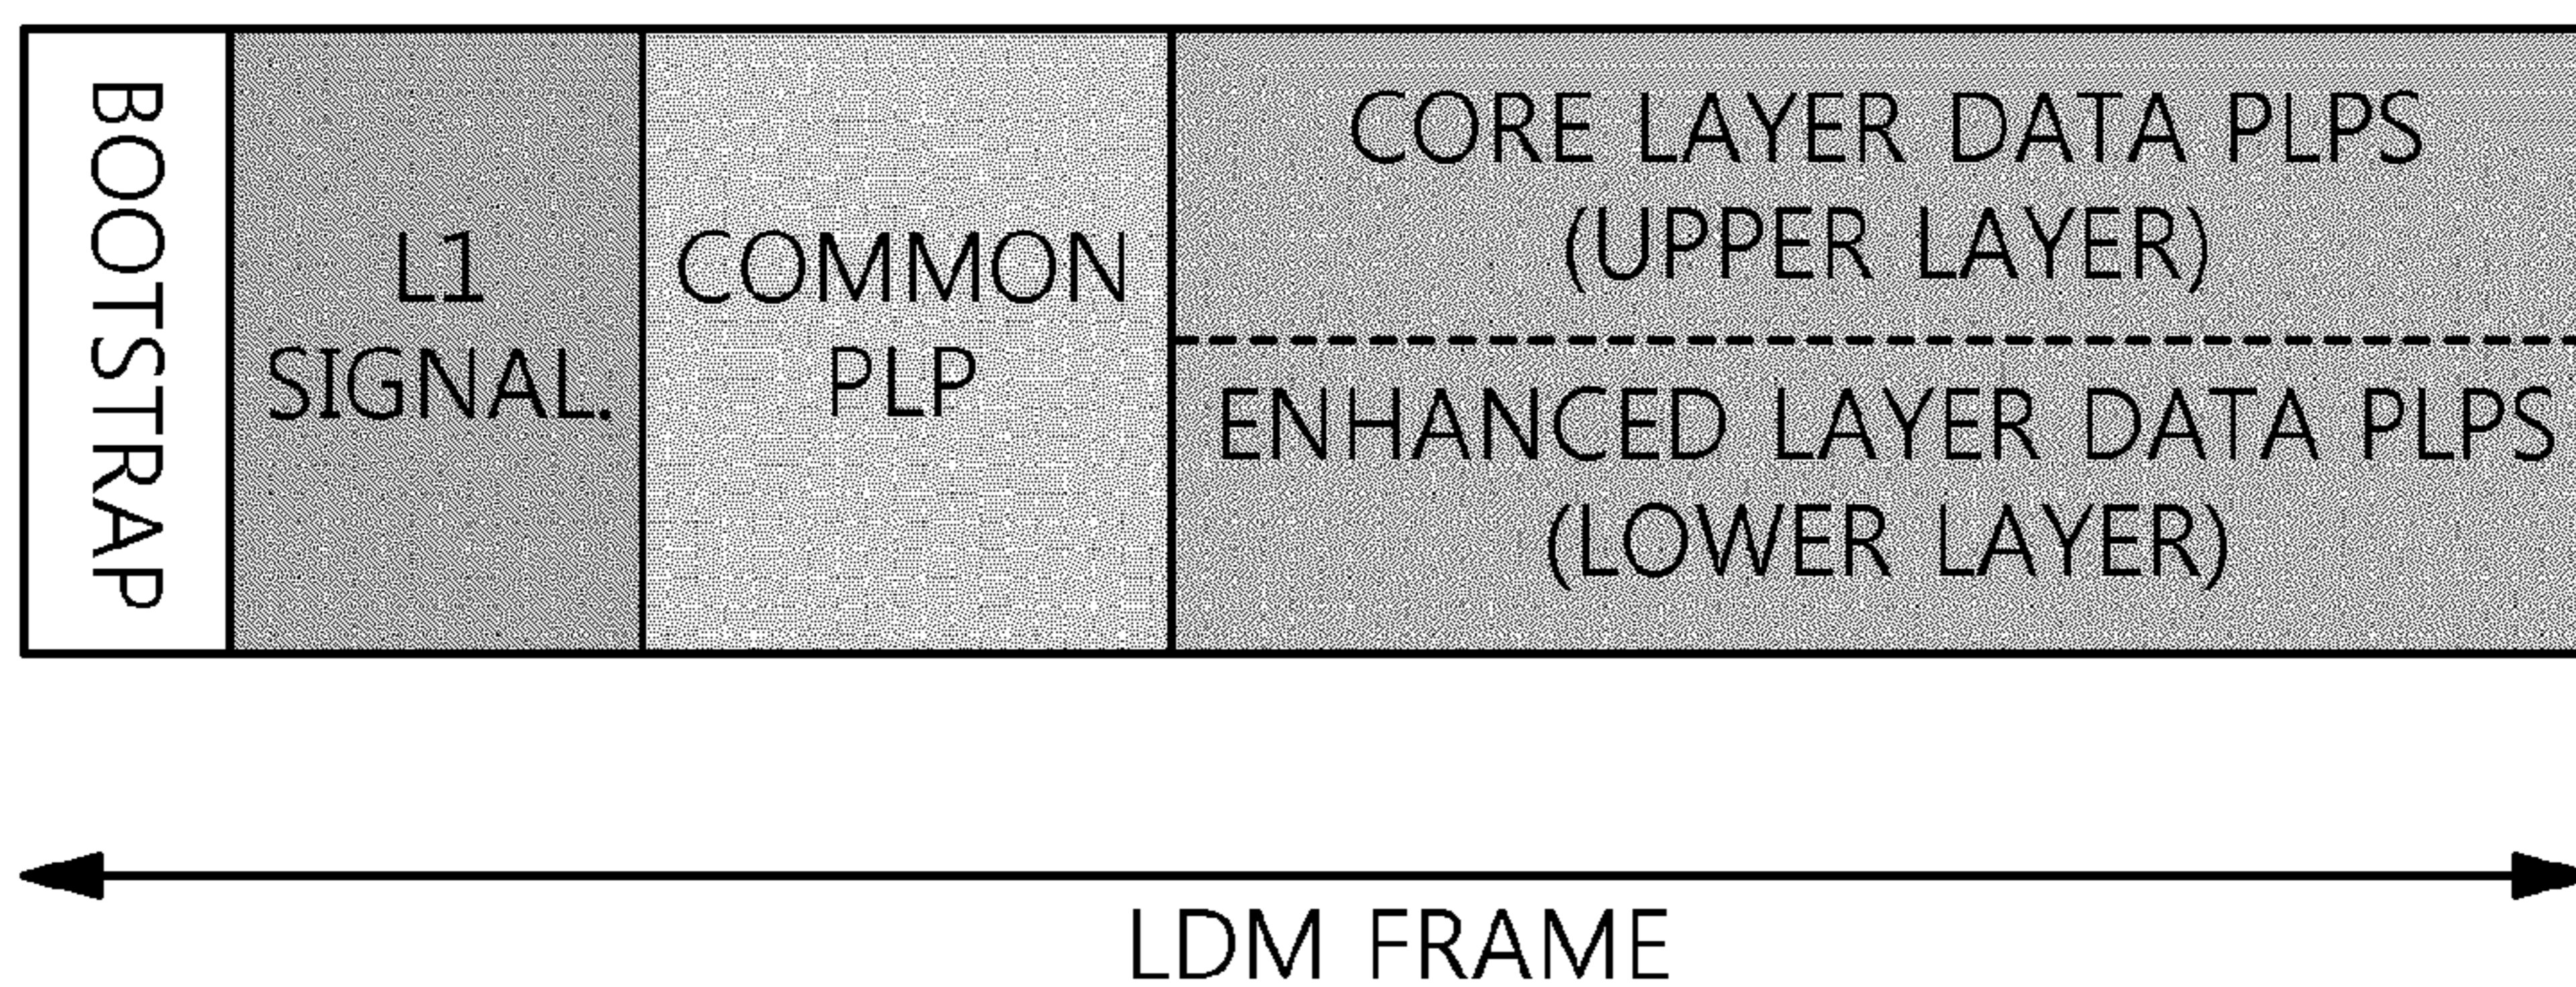 BOOTSTRAP
L1
SIGNAL.
COMMON
PLP
CORE LAYER DATA PLPS
(UPPER LAYER)
ENHANCED LAYER DATA PLPS
(LOWER LAYER)
LDM FRAME